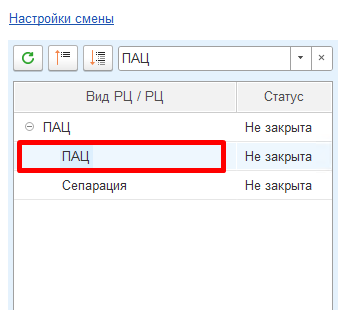 Настройки смены
ПАЦ
Вид РЦ / РЦ Статус
ПАЦ Не закрыта
ПАЦ Не закрыта
Сепарация Не закрыта